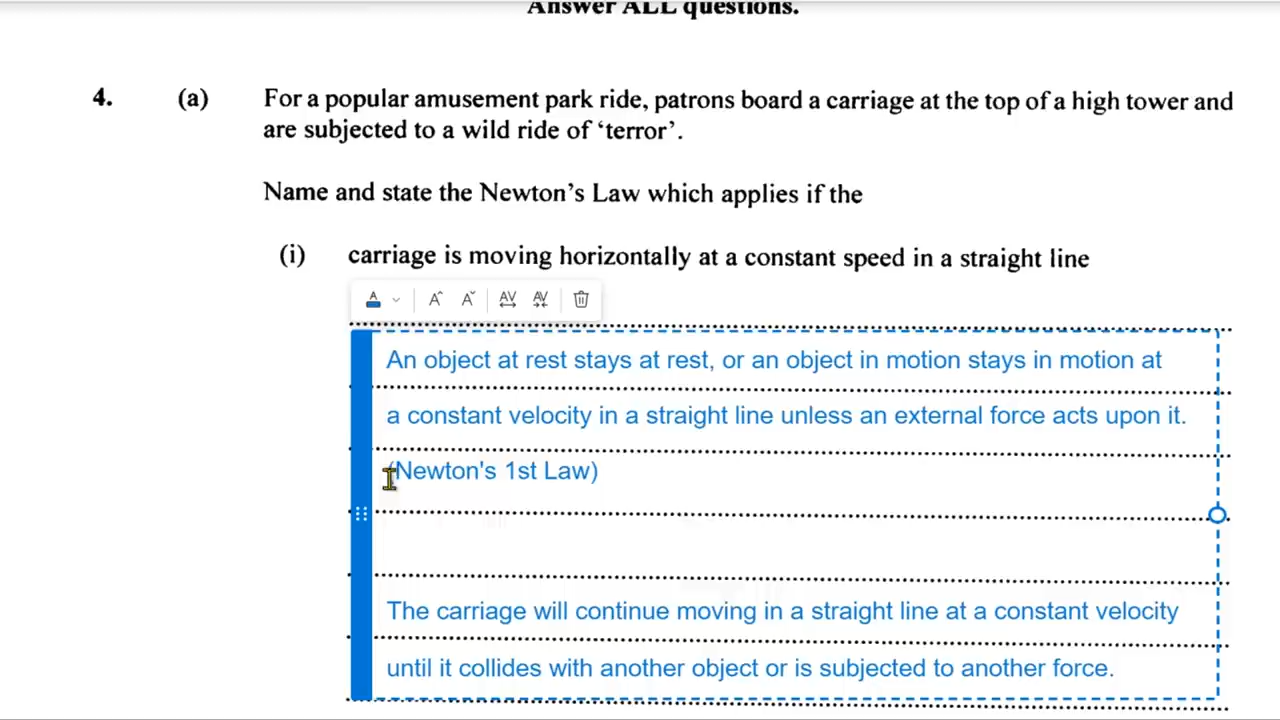 Answer ALL questions.
4. (a) For a popular amusement park ride, patrons board a carriage at the top of a high tower and
are subjected to a wild ride of ‘terror’.
Name and state the Newton’s Law which applies if the
(i) carriage is moving horizontally at a constant speed in a straight line
An object at rest stays at rest, or an object in motion stays in motion at
a constant velocity in a straight line unless an external force acts upon it.
(Newton's 1st Law)
The carriage will continue moving in a straight line at a constant velocity
until it collides with another object or is subjected to another force.